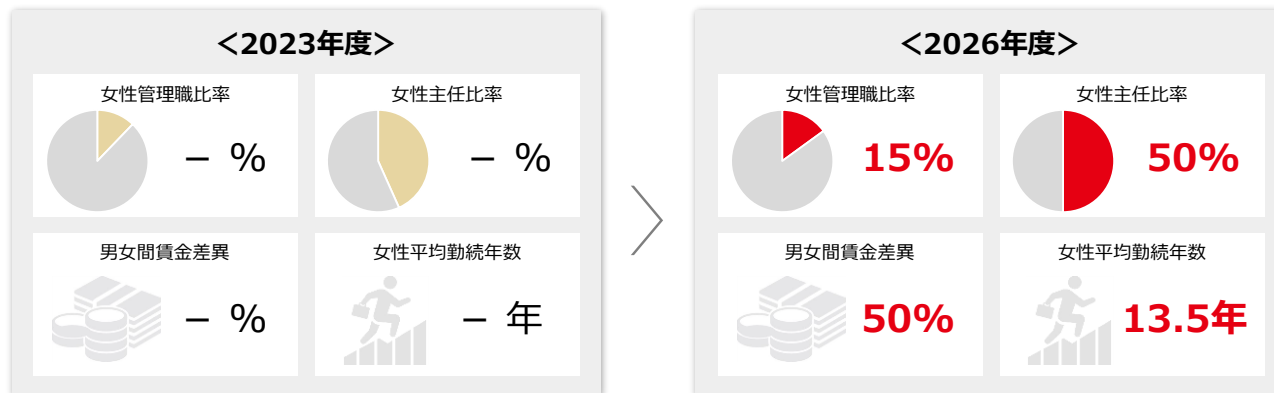 ＜2023年度＞
女性管理職比率
− %
女性主任比率
− %
男女間賃金差異
− %
女性平均勤続年数
− 年
＜2026年度＞
女性管理職比率
15%
女性主任比率
50%
男女間賃金差異
50%
女性平均勤続年数
13.5年